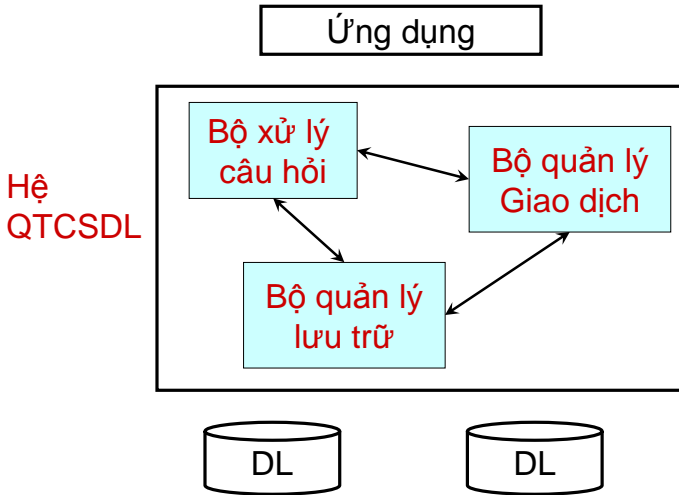 Ứng dụng
Bộ xử lý
câu hỏi
Bộ quản lý
Giao dịch
Hệ
QTCSDL
Bộ quản lý
lưu trữ
DL
DL